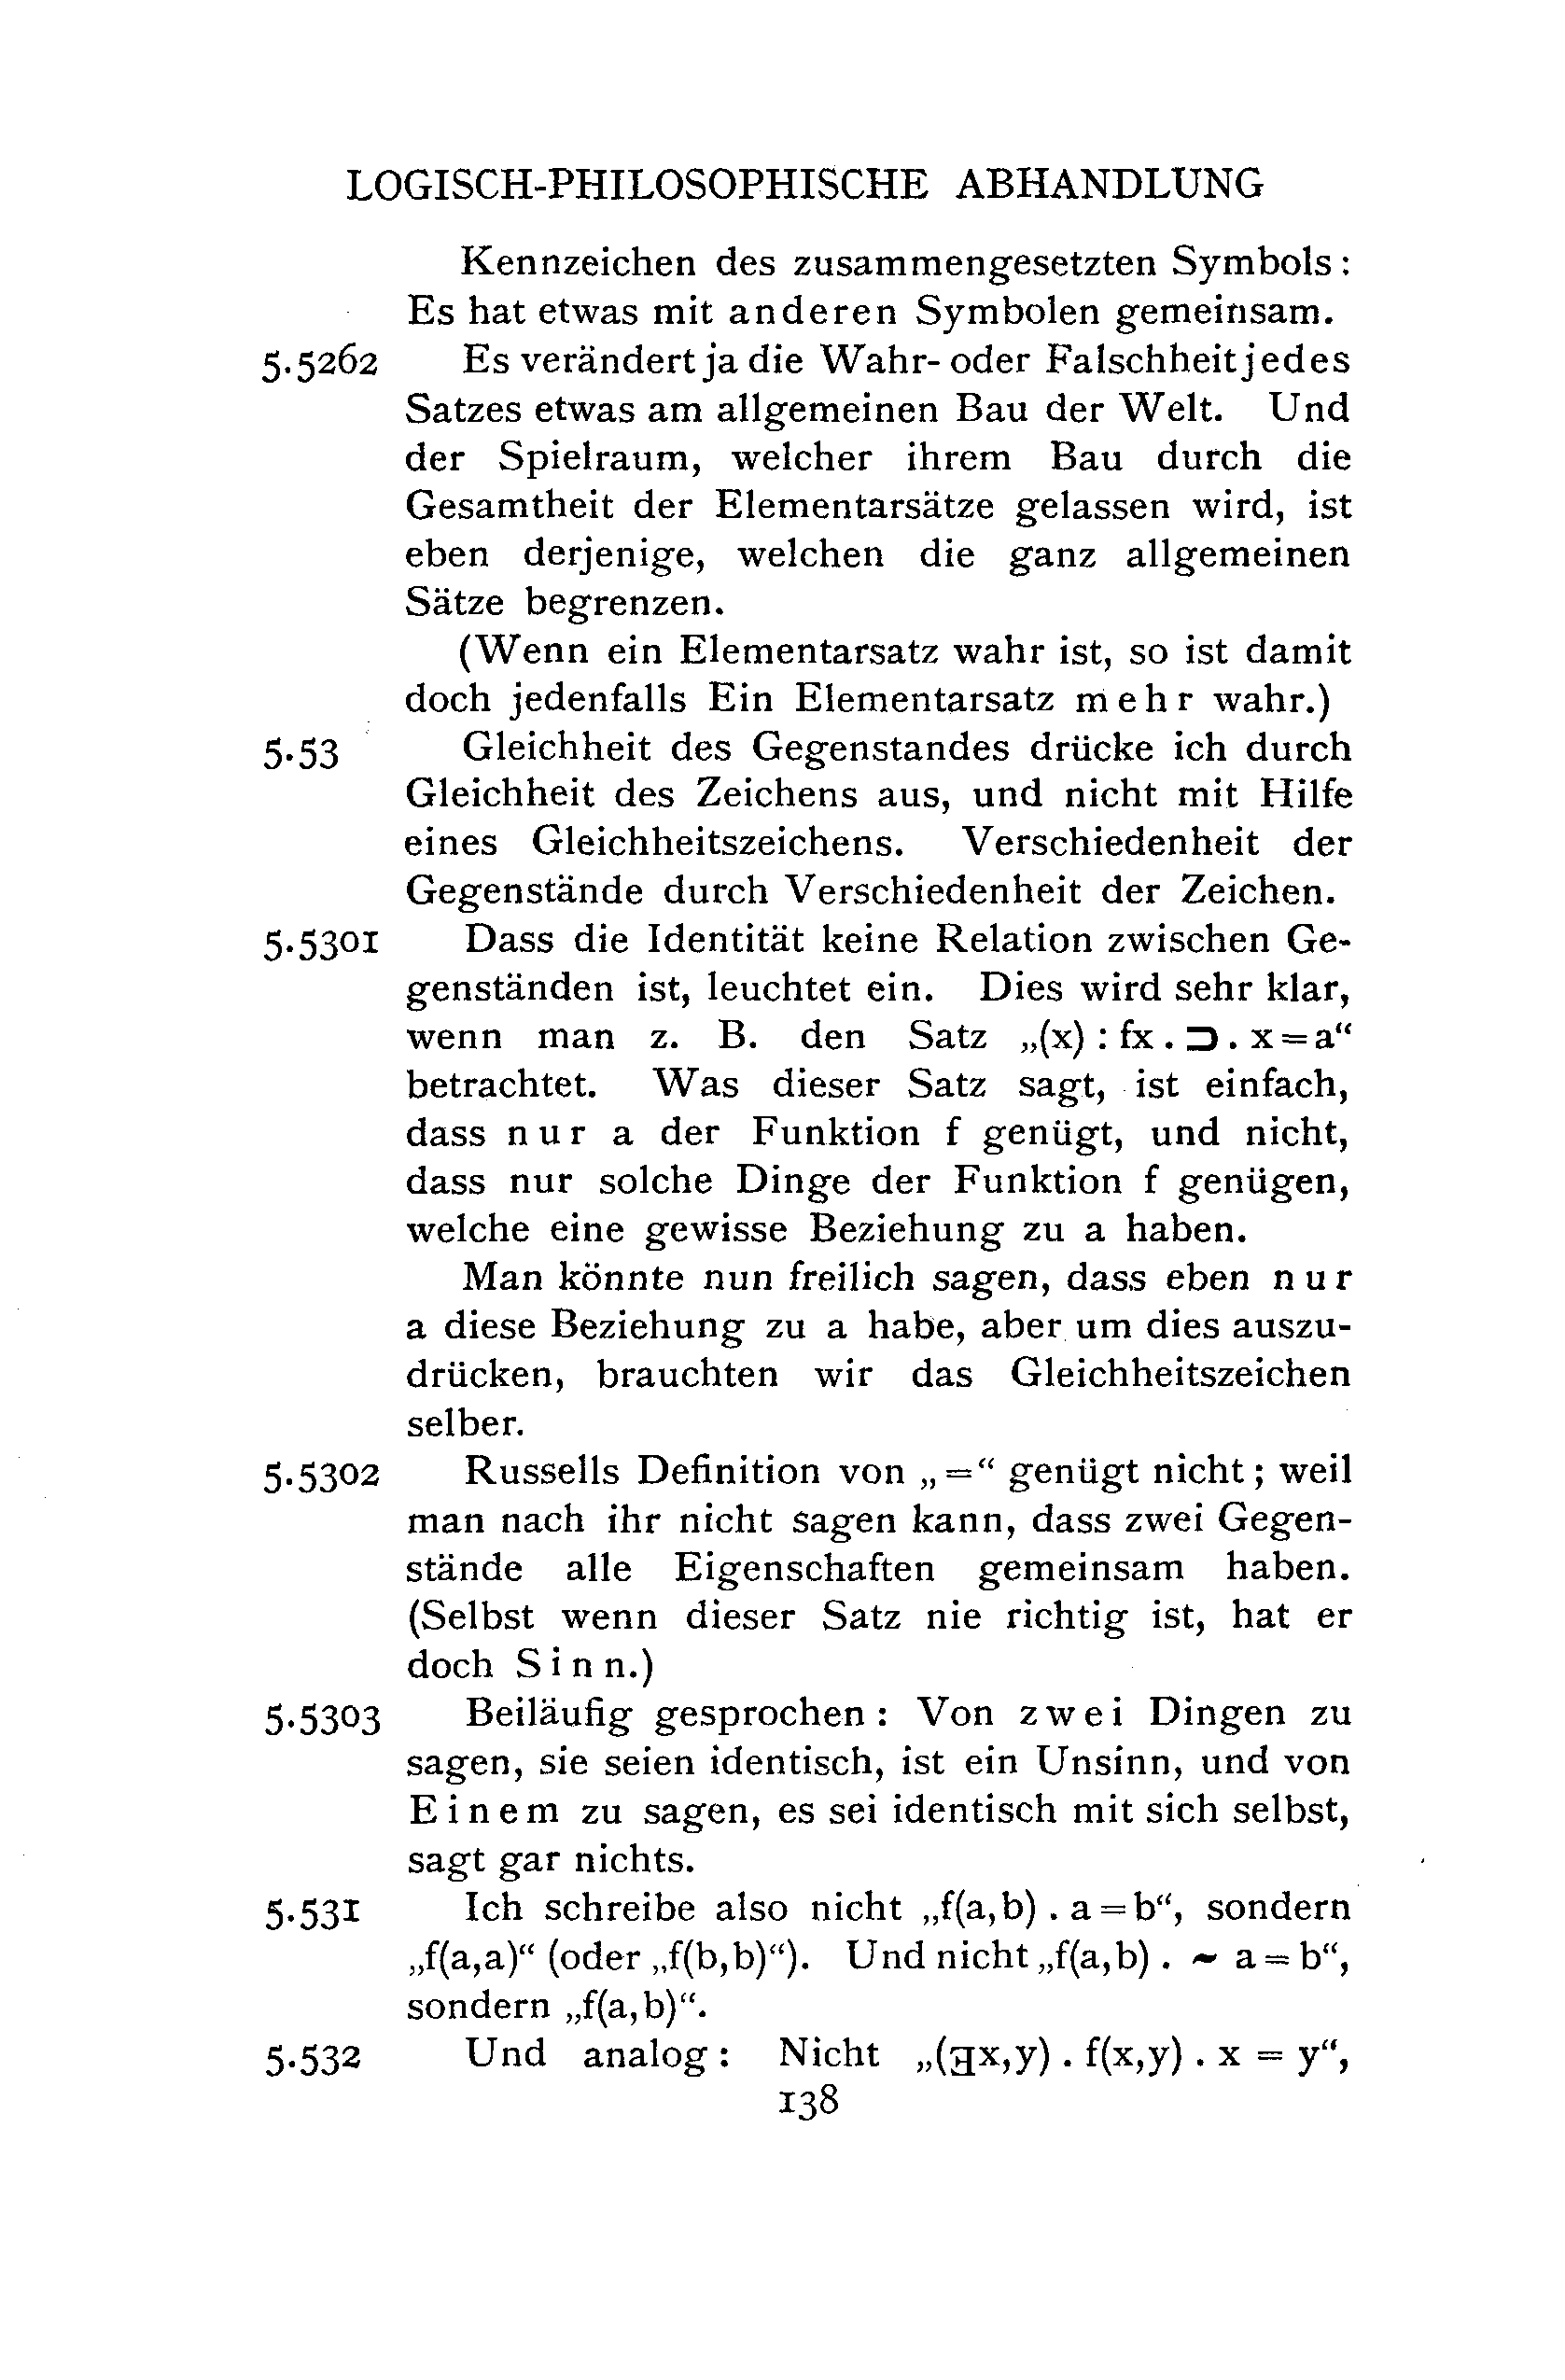 LOGISCH-PHILOSOPHISCHE ABHANDLUNG
Kennzeichen des zusammengesetzten Symbols:
Es hat etwas mit anderen Symbolen gemeinsam.
5.5262 Es verändert ja die Wahr- oder Falschheit jedes
Satzes etwas am allgemeinen Bau der Welt. Und
der Spielraum, welcher ihrem Bau durch die
Gesamtheit der Elementarsätze gelassen wird, ist
eben derjenige, welchen die ganz allgemeinen
Sätze begrenzen.
(Wenn ein Elementarsatz wahr ist, so ist damit
doch jedenfalls Ein Elementarsatz mehr wahr.)
5.53 Gleichheit des Gegenstandes drücke ich durch
Gleichheit des Zeichens aus, und nicht mit Hilfe
eines Gleichheitszeichens. Verschiedenheit der
Gegenstände durch Verschiedenheit der Zeichen.
5.5301 Dass die Identität keine Relation zwischen Ge-
genständen ist, leuchtet ein. Dies wird sehr klar,
wenn man z. B. den Satz „(x) : fx . ⊃ . x = a“
betrachtet. Was dieser Satz sagt, ist einfach,
dass nur a der Funktion f genügt, und nicht,
dass nur solche Dinge der Funktion f genügen,
welche eine gewisse Beziehung zu a haben.
Man könnte nun freilich sagen, dass eben nur
a diese Beziehung zu a habe, aber um dies auszu-
drücken, brauchten wir das Gleichheitszeichen
selber.
5.5302 Russells Definition von „=“ genügt nicht; weil
man nach ihr nicht sagen kann, dass zwei Gegen-
stände alle Eigenschaften gemeinsam haben.
(Selbst wenn dieser Satz nie richtig ist, hat er
doch Sinn.)
5.5303 Beiläufig gesprochen: Von zwei Dingen zu
sagen, sie seien identisch, ist ein Unsinn, und von
Einem zu sagen, es sei identisch mit sich selbst,
sagt gar nichts.
5.531 Ich schreibe also nicht „f(a,b) . a = b“, sondern
„f(a,a)“ (oder „f(b,b)“). Und nicht „f(a,b) . ~ a = b“,
sondern „f(a,b)“.
5.532 Und analog: Nicht „(∃x,y) . f(x,y) . x = y“,
138